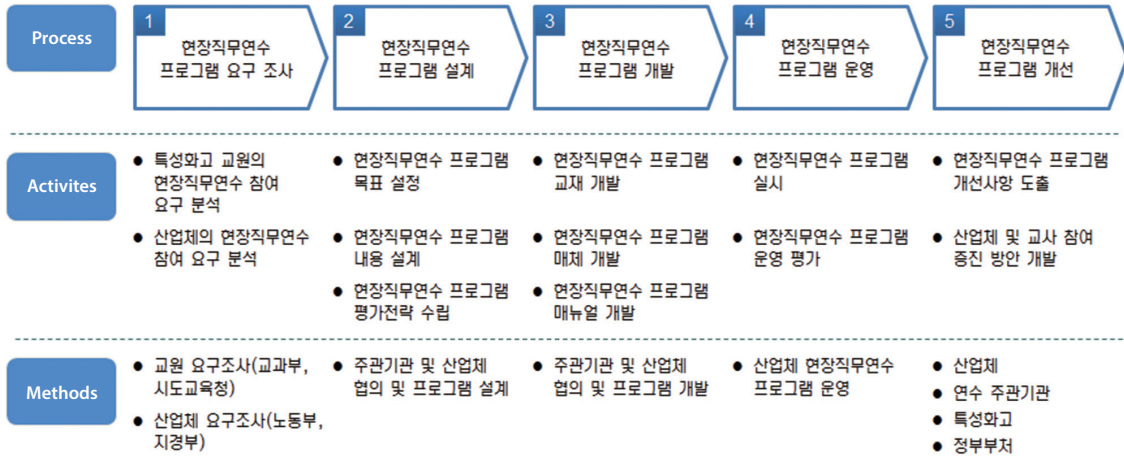 Process
1
현장직무연수
프로그램 요구 조사
2
현장직무연수
프로그램 설계
3
현장직무연수
프로그램 개발
4
현장직무연수
프로그램 운영
5
현장직무연수
프로그램 개선
Activites
● 특성화고 교원의
현장직무연수 참여
요구 분석
● 산업체의 현장직무연수
참여 요구 분석
● 현장직무연수 프로그램
목표 설정
● 현장직무연수 프로그램
내용 설계
● 현장직무연수 프로그램
평가전략 수립
● 현장직무연수 프로그램
교재 개발
● 현장직무연수 프로그램
매체 개발
● 현장직무연수 프로그램
매뉴얼 개발
● 현장직무연수 프로그램
실시
● 현장직무연수 프로그램
운영 평가
● 현장직무연수 프로그램
개선사항 도출
● 산업체 및 교사 참여
증진 방안 개발
Methods
● 교원 요구조사(교과부,
시도교육청)
● 산업체 요구조사(노동부,
지경부)
● 주관기관 및 산업체
협의 및 프로그램 설계
● 주관기관 및 산업체
협의 및 프로그램 개발
● 산업체 현장직무연수
프로그램 운영
● 산업체
● 연수 주관기관
● 특성화고
● 정부부처